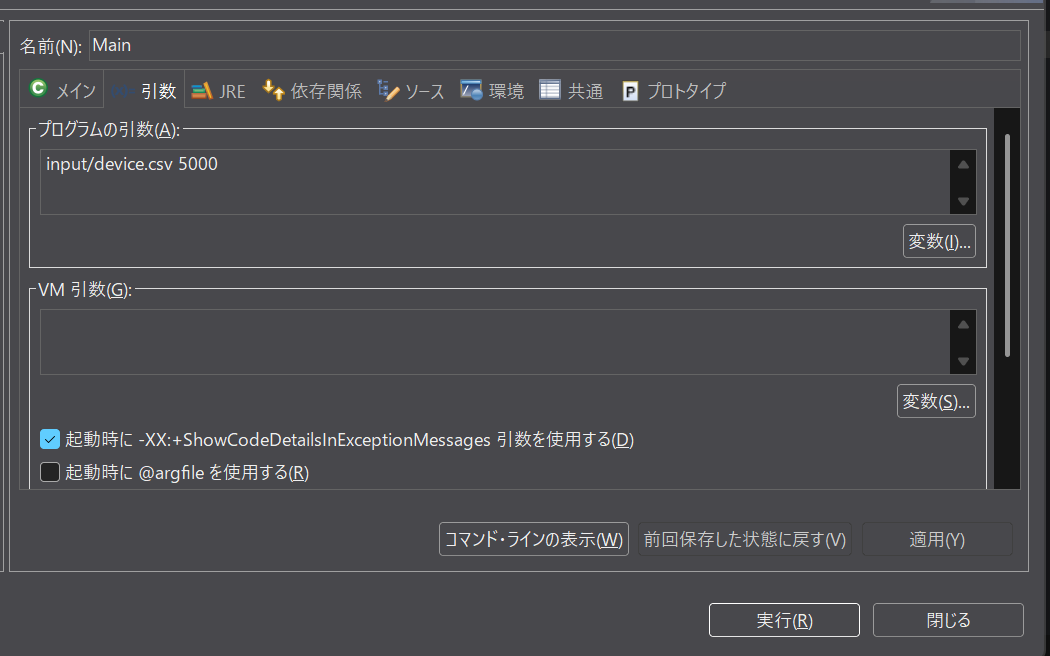 名前(N): Main
メイン 引数 JRE 依存関係 ソース 環境 共通 P プロトタイプ
プログラムの引数(A):
input/device.csv 5000
変数(I)...
VM 引数(G):
変数(S)...
起動時に -XX:+ShowCodeDetailsInExceptionMessages 引数を使用する(D)
起動時に @argfile を使用する(R)
コマンド・ラインの表示(W) 前回保存した状態に戻す(V) 適用(Y)
実行(R) 閉じる